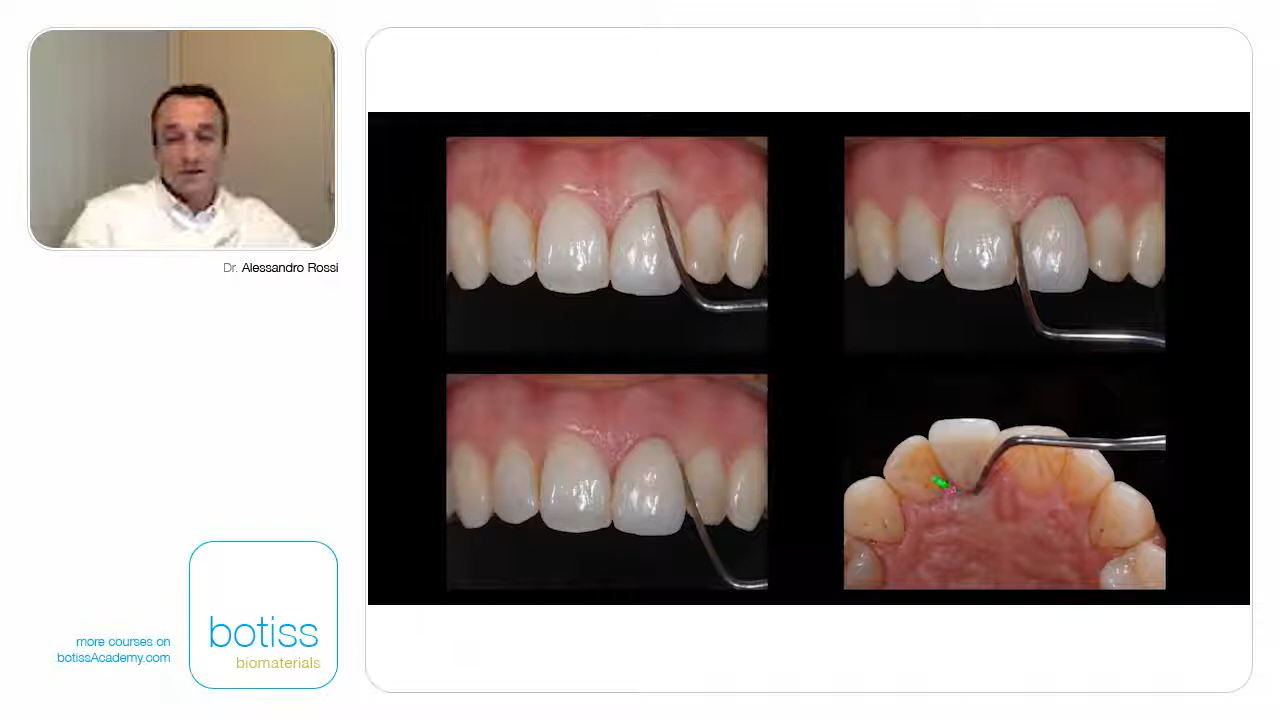 Dr. Alessandro Rossi
more courses on
botissAcademy.com
botiss
biomaterials